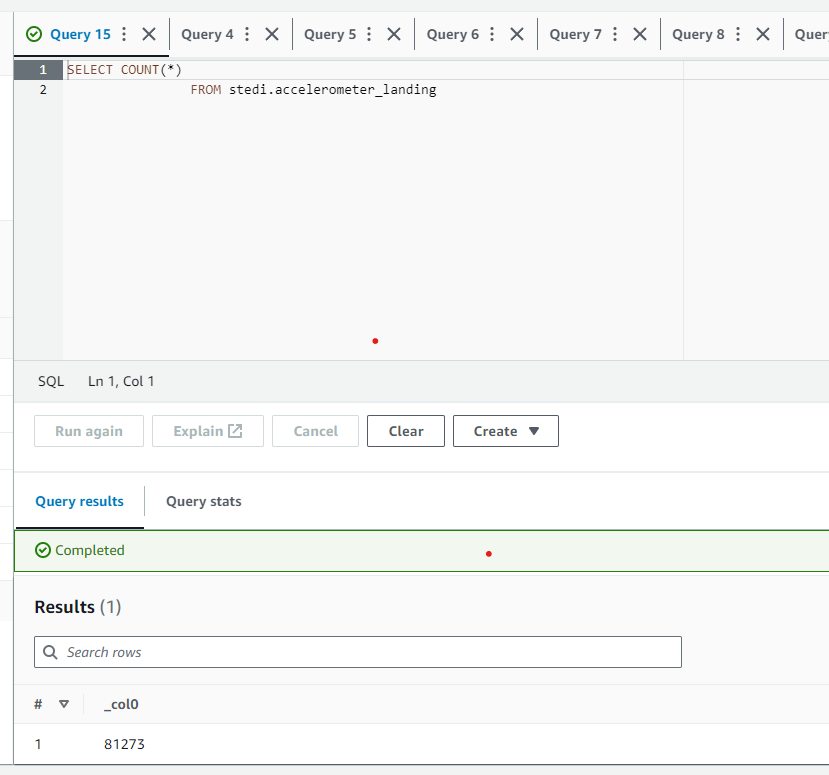 Query 15 Query 4 Query 5 Query 6 Query 7 Query 8
1 SELECT COUNT(*)
2 FROM stedi.accelerometer_landing
SQL Ln 1, Col 1
Run again Explain Cancel Clear Create
Query results Query stats
Completed
Results (1)
Search rows
# _col0
1 81273